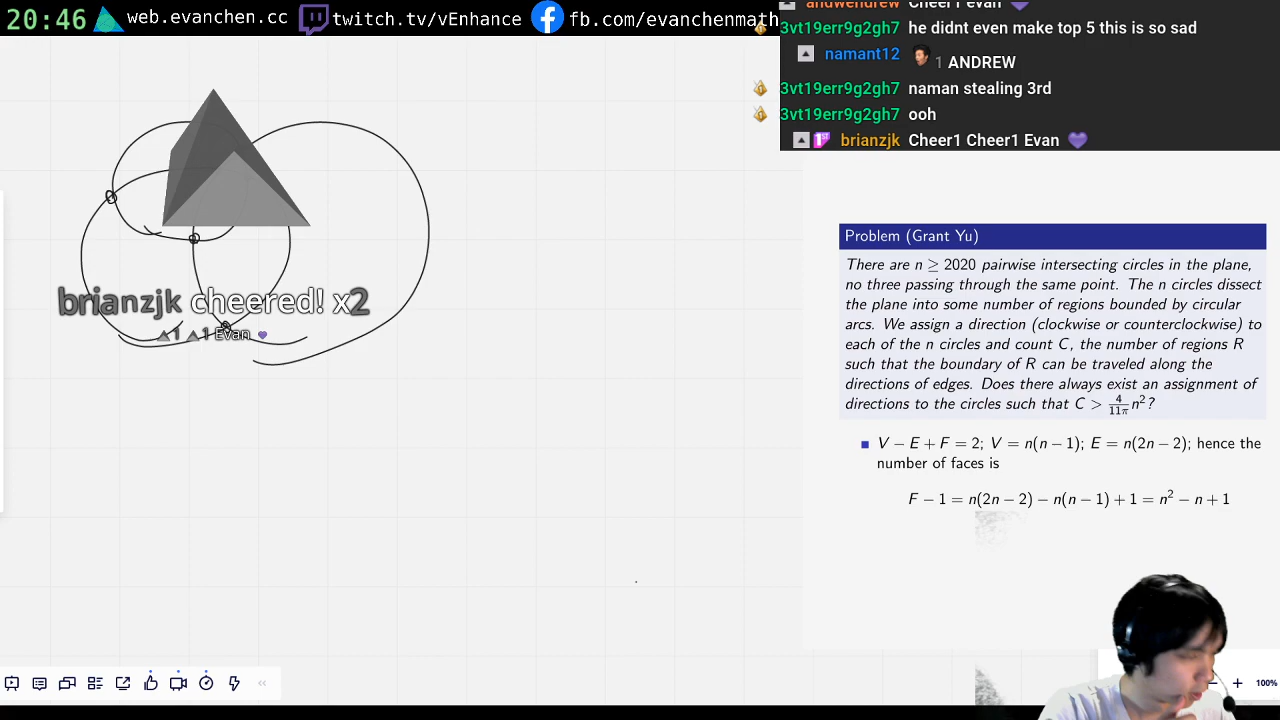 20:46 web.evanchen.cc twitch.tv/vEnhance fb.com/evanchenmath
andwendrew Cheer1 evan
3vt19err9g2gh7 he didnt even make top 5 this is so sad
namant12 1 ANDREW
3vt19err9g2gh7 naman stealing 3rd
3vt19err9g2gh7 ooh
brianzjk Cheer1 Cheer1 Evan
brianzjk cheered! x2
1 1 Evan
Problem (Grant Yu)
There are n ≥ 2020 pairwise intersecting circles in the plane,
no three passing through the same point. The n circles dissect
the plane into some number of regions bounded by circular
arcs. We assign a direction (clockwise or counterclockwise) to
each of the n circles and count C, the number of regions R
such that the boundary of R can be traveled along the
directions of edges. Does there always exist an assignment of
directions to the circles such that C > 4/11π n²?
V − E + F = 2; V = n(n − 1); E = n(2n − 2); hence the
number of faces is
F − 1 = n(2n − 2) − n(n − 1) + 1 = n² − n + 1
100%